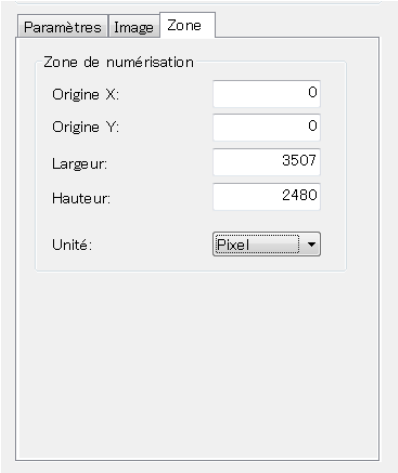 Paramètres Image Zone
Zone de numérisation
Origine X: 0
Origine Y: 0
Largeur: 3507
Hauteur: 2480
Unité: Pixel